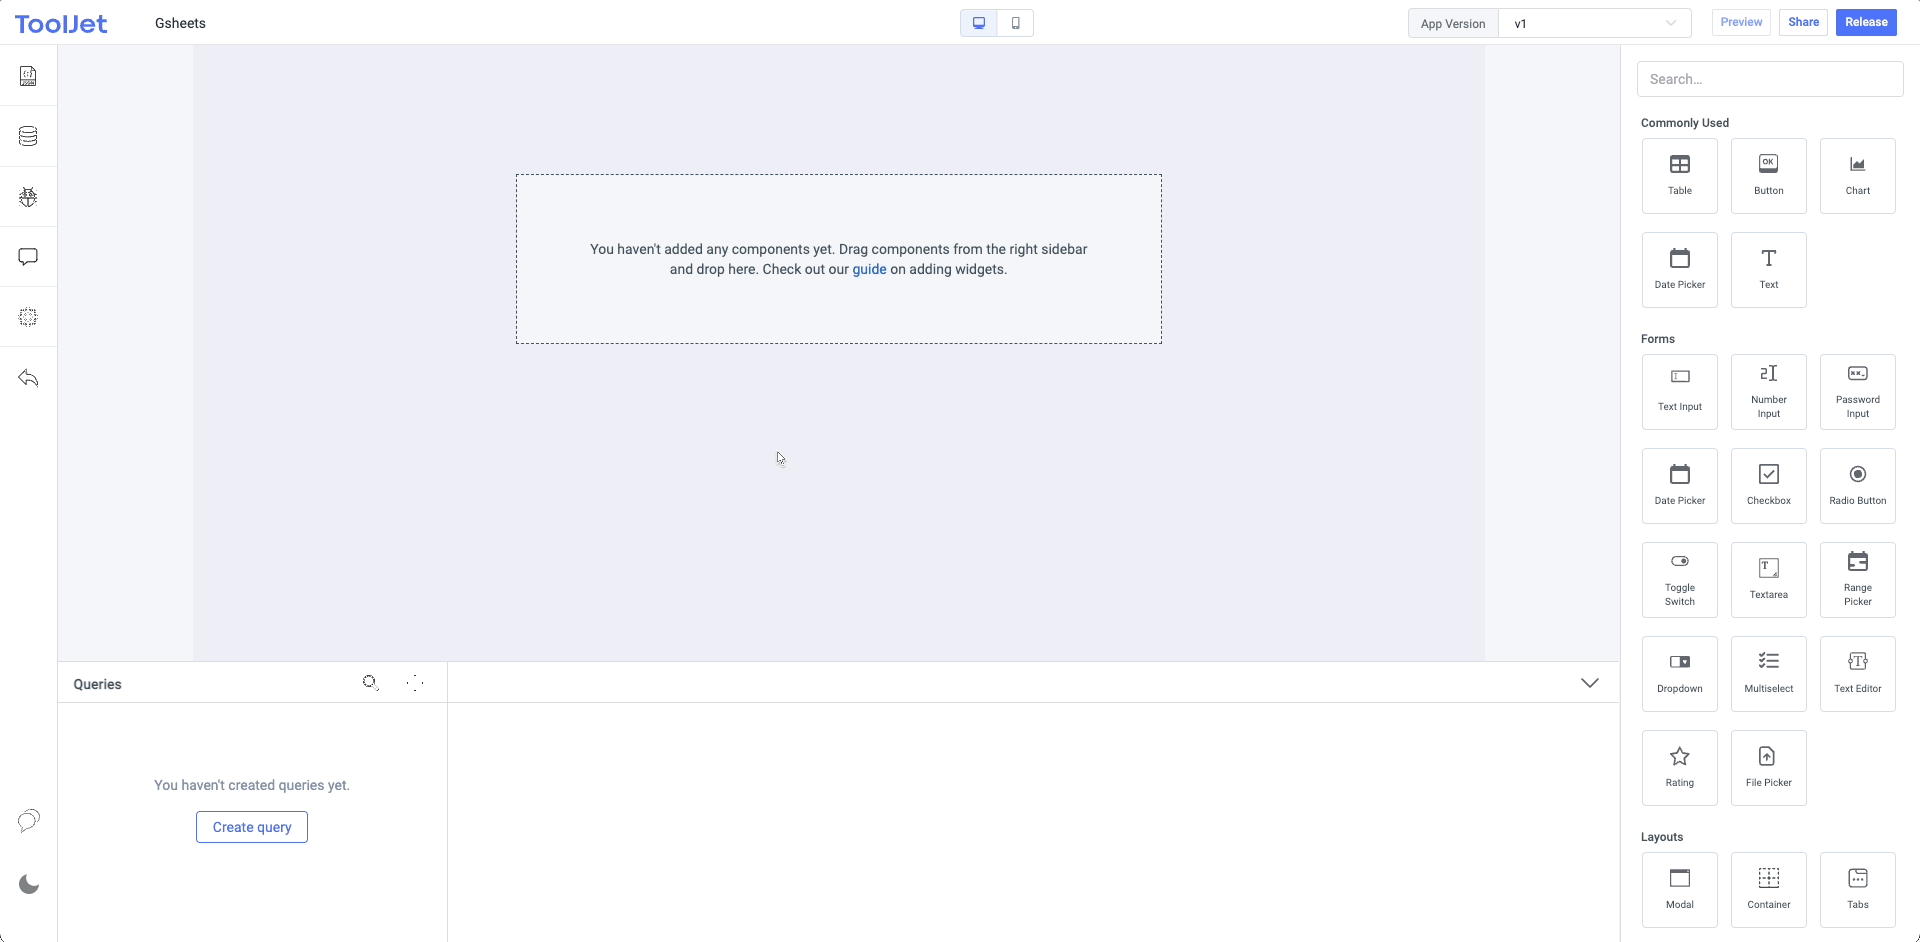 ToolJet
Gsheets
App Version
v1
Preview
Share
Release
Search...
Commonly Used
Table
OK
Button
Chart
Date Picker
T
Text
You haven't added any components yet. Drag components from the right sidebar
and drop here. Check out our guide on adding widgets.
Forms
Text Input
Number
Input
Password
Input
Date Picker
Checkbox
Radio Button
Toggle
Switch
Textarea
Range
Picker
Dropdown
Multiselect
Text Editor
Rating
File Picker
Layouts
Modal
Container
Tabs
Queries
You haven't created queries yet.
Create query